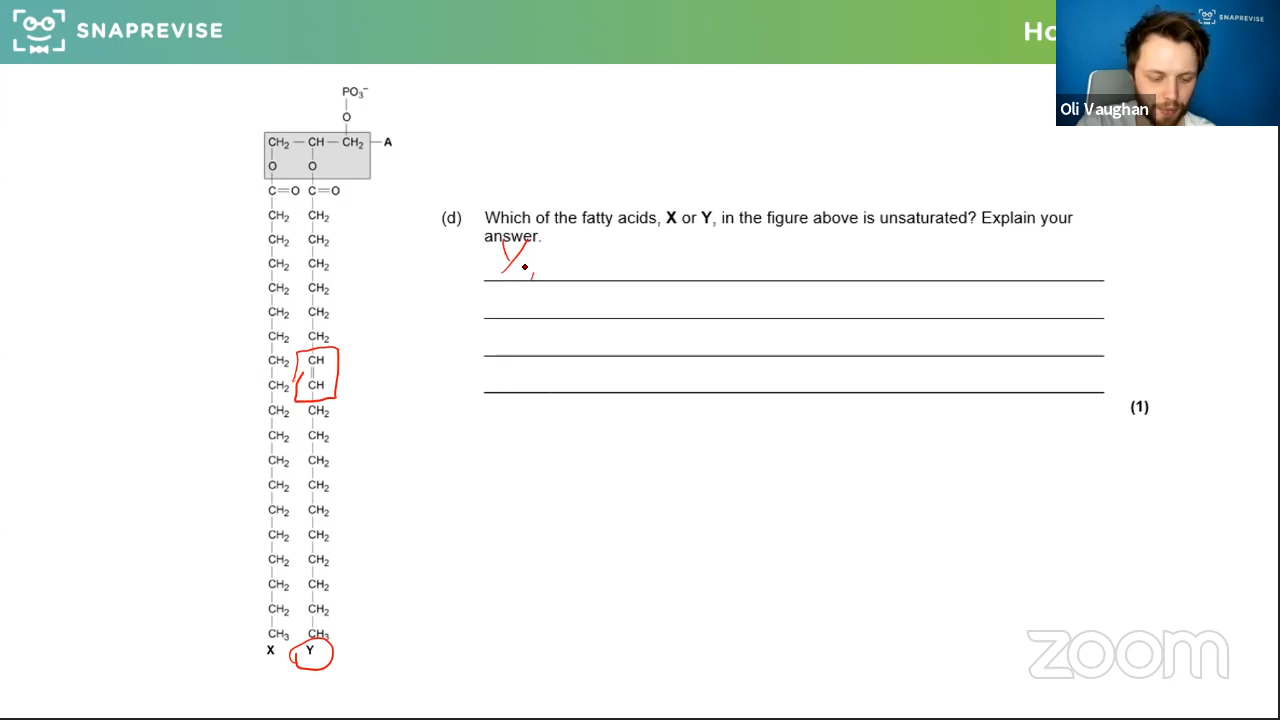 SNAPREVISE
Ho
SNAPREVISE
Oli Vaughan
PO3–
O
CH2 — CH — CH2 — A
O O
C=O C=O
CH2 CH2
CH2 CH2
CH2 CH2
CH2 CH2
CH2 CH2
CH2 CH2
CH2 CH
CH2 CH
CH2 CH2
CH2 CH2
CH2 CH2
CH2 CH2
CH2 CH2
CH2 CH2
CH2 CH2
CH2 CH2
CH2 CH2
CH3 CH3
X Y
(d) Which of the fatty acids, X or Y, in the figure above is unsaturated? Explain your
answer.
Y,
(1)
zoom